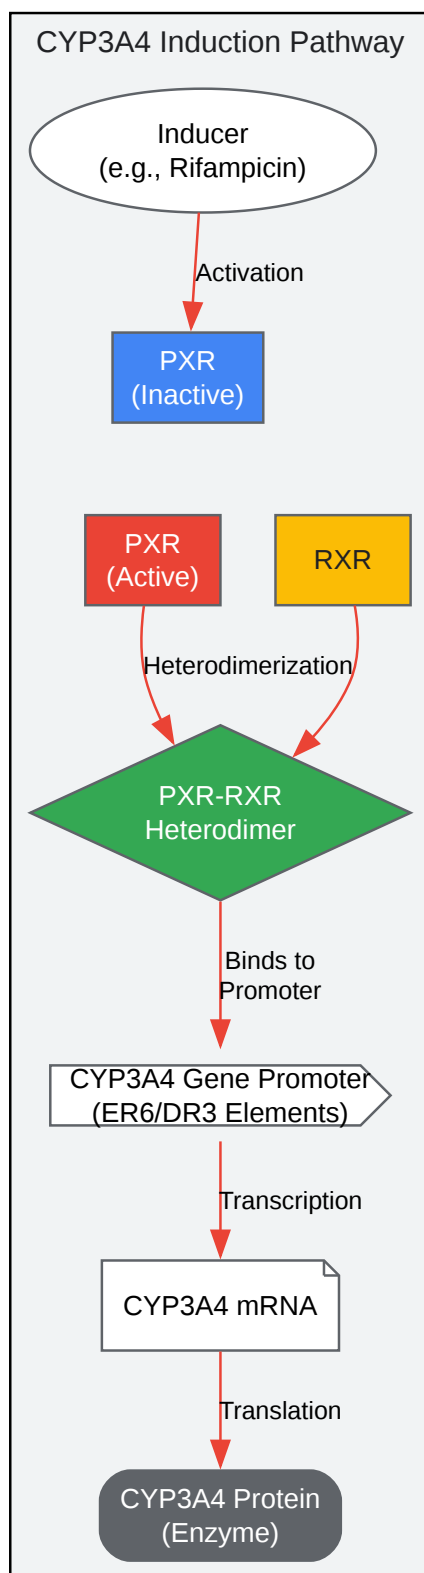 CYP3A4 Induction Pathway
Inducer
(e.g., Rifampicin)
Activation
PXR
(Inactive)
PXR
(Active)
RXR
Heterodimerization
PXR-RXR
Heterodimer
Binds to
Promoter
CYP3A4 Gene Promoter
(ER6/DR3 Elements)
Transcription
CYP3A4 mRNA
Translation
CYP3A4 Protein
(Enzyme)